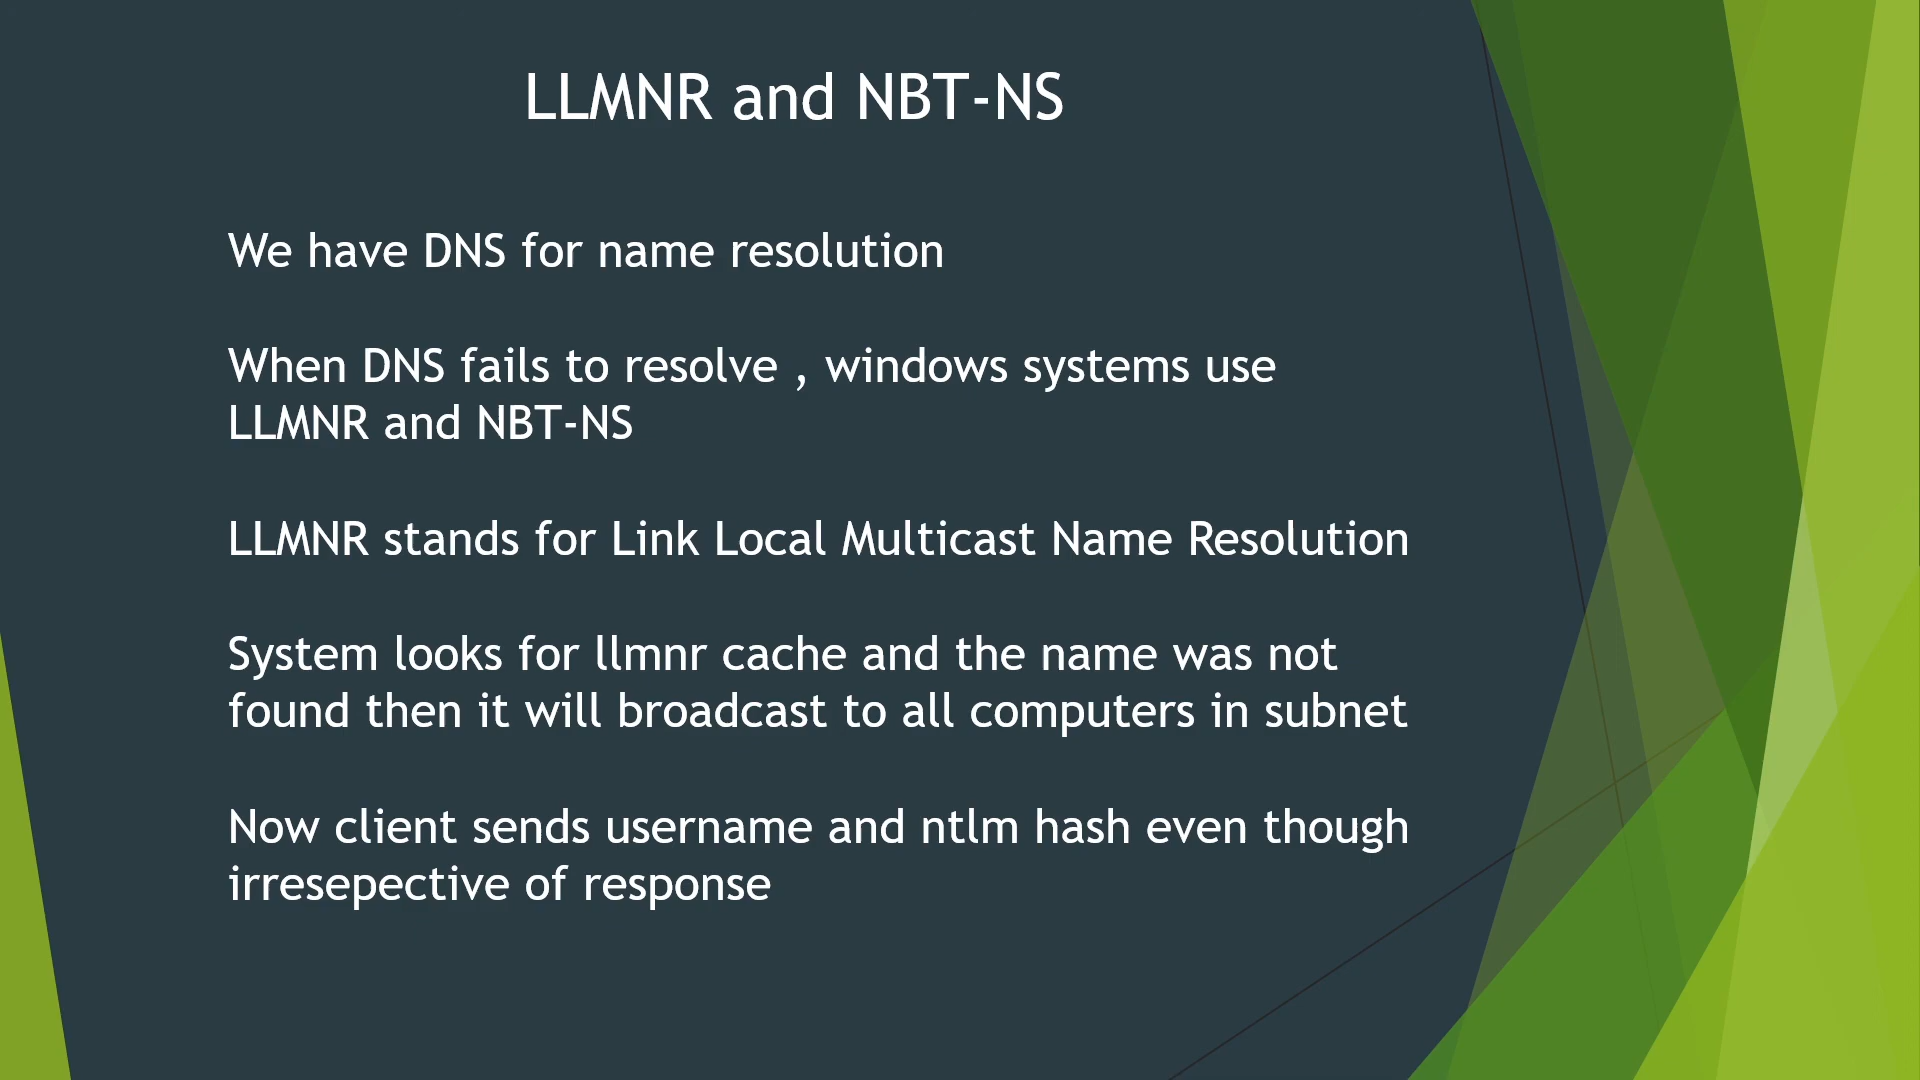 LLMNR and NBT-NS
We have DNS for name resolution
When DNS fails to resolve , windows systems use
LLMNR and NBT-NS
LLMNR stands for Link Local Multicast Name Resolution
System looks for llmnr cache and the name was not
found then it will broadcast to all computers in subnet
Now client sends username and ntlm hash even though
irresepective of response